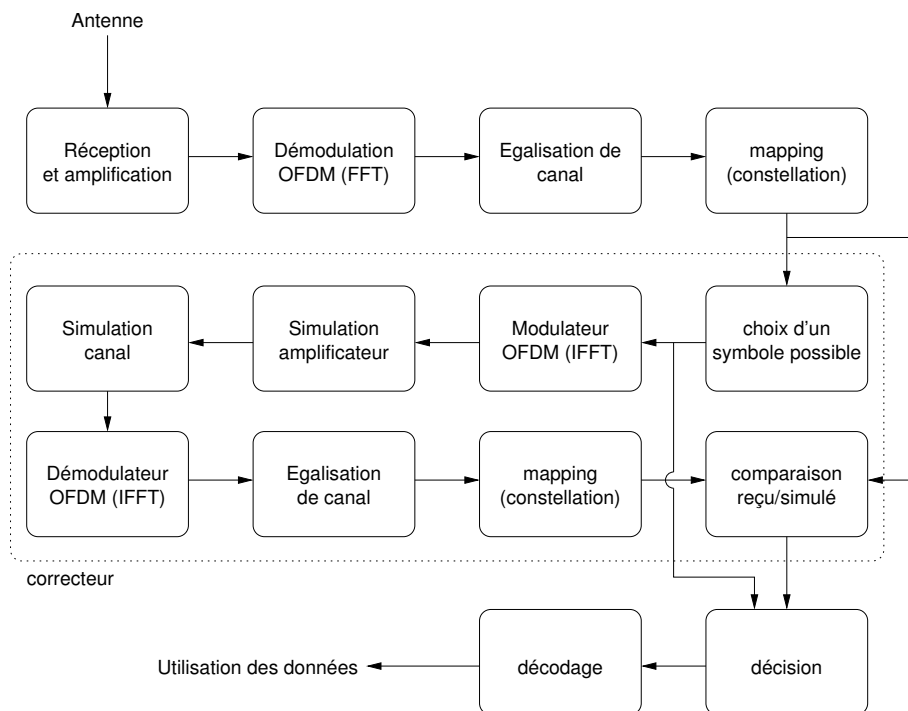 Antenne
Réception
et amplification
Démodulation
OFDM (FFT)
Egalisation de
canal
mapping
(constellation)
Simulation
canal
Simulation
amplificateur
Modulateur
OFDM (IFFT)
choix d'un
symbole possible
Démodulateur
OFDM (IFFT)
Egalisation
de canal
mapping
(constellation)
comparaison
reçu/simulé
correcteur
Utilisation des données
décodage
décision